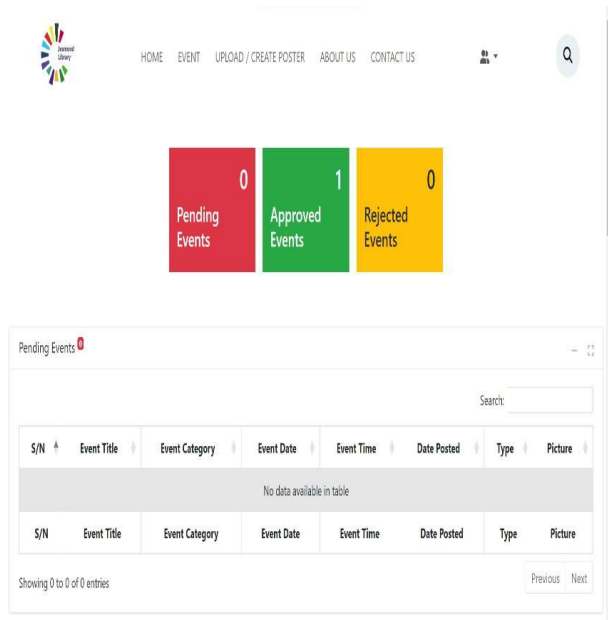 Library
HOME EVENT UPLOAD / CREATE POSTER ABOUT US CONTACT US
0 1 0
Pending Events Approved Events Rejected Events
Pending Events 0
Search:
S/N Event Title Event Category Event Date Event Time Date Posted Type Picture
No data available in table
S/N Event Title Event Category Event Date Event Time Date Posted Type Picture
Showing 0 to 0 of 0 entries
Previous Next